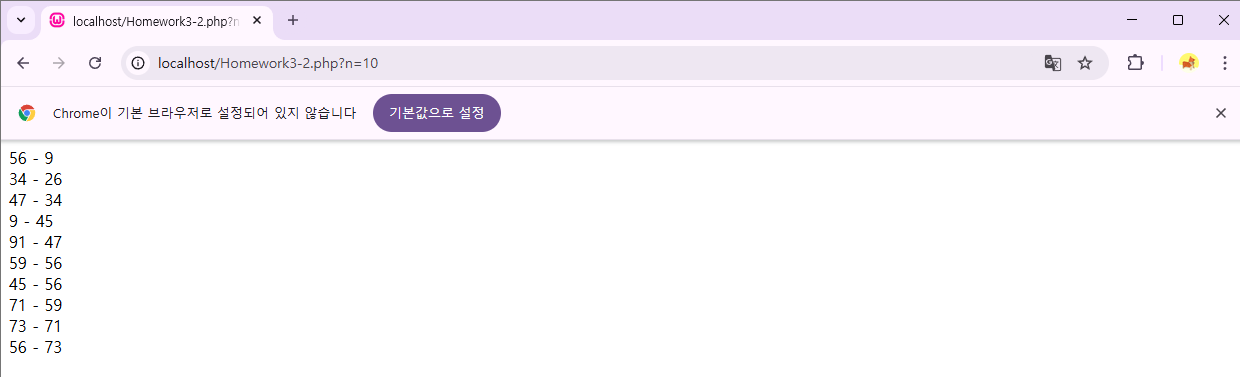 localhost/Homework3-2.php?n
localhost/Homework3-2.php?n=10
Chrome이 기본 브라우저로 설정되어 있지 않습니다 기본값으로 설정
56 - 9
34 - 26
47 - 34
9 - 45
91 - 47
59 - 56
45 - 56
71 - 59
73 - 71
56 - 73